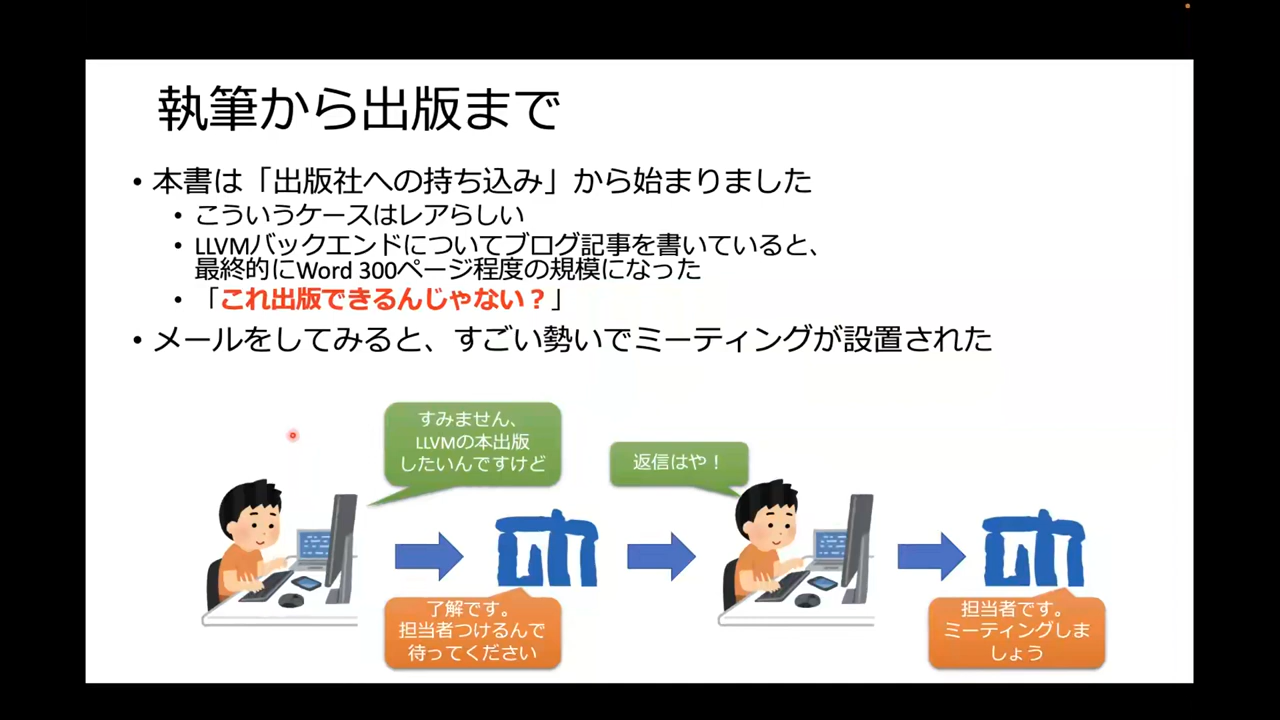 執筆から出版まで
• 本書は「出版社への持ち込み」から始まりました
• こういうケースはレアらしい
• LLVMバックエンドについてブログ記事を書いていると、
最終的にWord 300ページ程度の規模になった
• 「これ出版できるんじゃない？」
• メールをしてみると、すごい勢いでミーティングが設置された
すみません、
LLVMの本出版
したいんですけど
返信はや！
了解です。
担当者つけるんで
待ってください
担当者です。
ミーティングしま
しょう